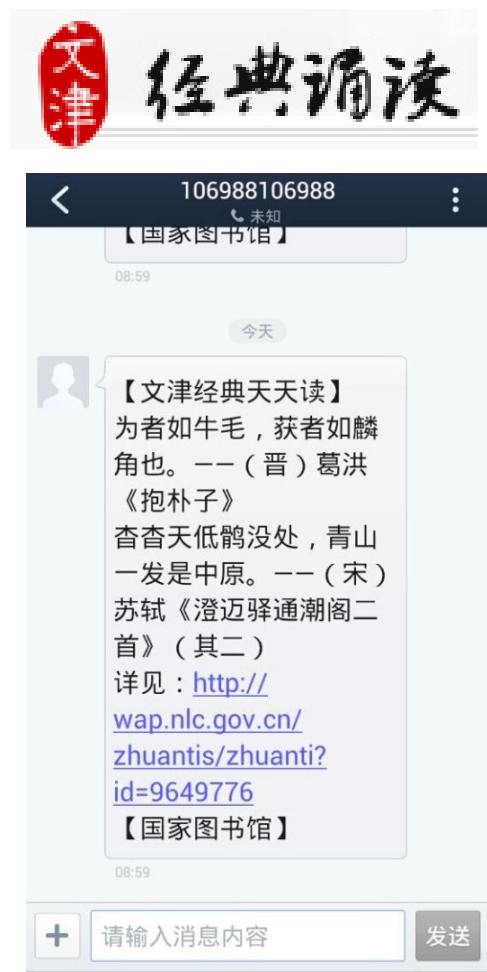 文津
经典诵读
106988106988
未知
【国家图书馆】
08:59
今天
【文津经典天天读】
为者如牛毛，获者如麟
角也。——（晋）葛洪
《抱朴子》
杳杳天低鹘没处，青山
一发是中原。——（宋）
苏轼《澄迈驿通潮阁二
首》（其二）
详见：http://
wap.nlc.gov.cn/
zhuantis/zhuanti?
id=9649776
【国家图书馆】
08:59
请输入消息内容
发送